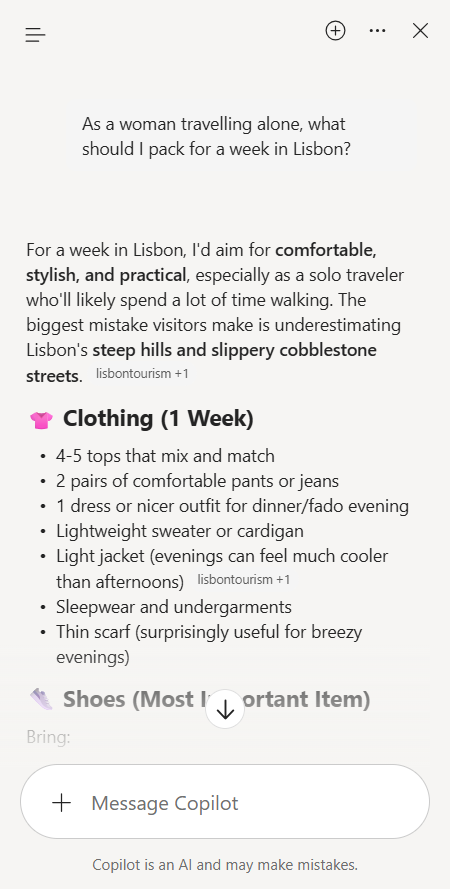 As a woman travelling alone, what
should I pack for a week in Lisbon?
For a week in Lisbon, I'd aim for comfortable,
stylish, and practical, especially as a solo traveler
who'll likely spend a lot of time walking. The
biggest mistake visitors make is underestimating
Lisbon's steep hills and slippery cobblestone
streets. lisbontourism +1
Clothing (1 Week)
• 4-5 tops that mix and match
• 2 pairs of comfortable pants or jeans
• 1 dress or nicer outfit for dinner/fado evening
• Lightweight sweater or cardigan
• Light jacket (evenings can feel much cooler
than afternoons) lisbontourism +1
• Sleepwear and undergarments
• Thin scarf (surprisingly useful for breezy
evenings)
Shoes (Most Important Item)
Bring:
Message Copilot
Copilot is an AI and may make mistakes.